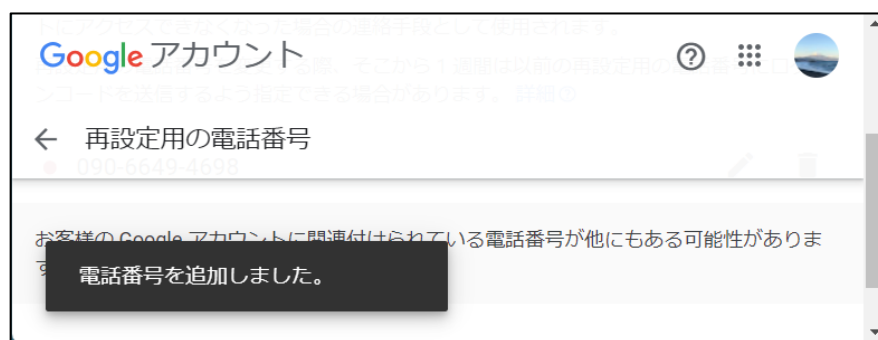 トにアクセスできなくなった場合の連絡手段として使用されます。
Google アカウント
ンコードを送信するよう指定できる場合があります。詳細
← 再設定用の電話番号
090-6649-4698
お客様の Google アカウントに関連付けられている電話番号が他にもある可能性がありま
す
電話番号を追加しました。